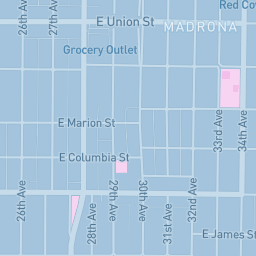 Red Co
26th Ave
27th Ave
E Union St
MADRONA
Grocery Outlet
E Marion St
33rd Ave
34th Ave
E Columbia St
26th Ave
28th Ave
29th Ave
30th Ave
31st Ave
32nd Ave
E James St